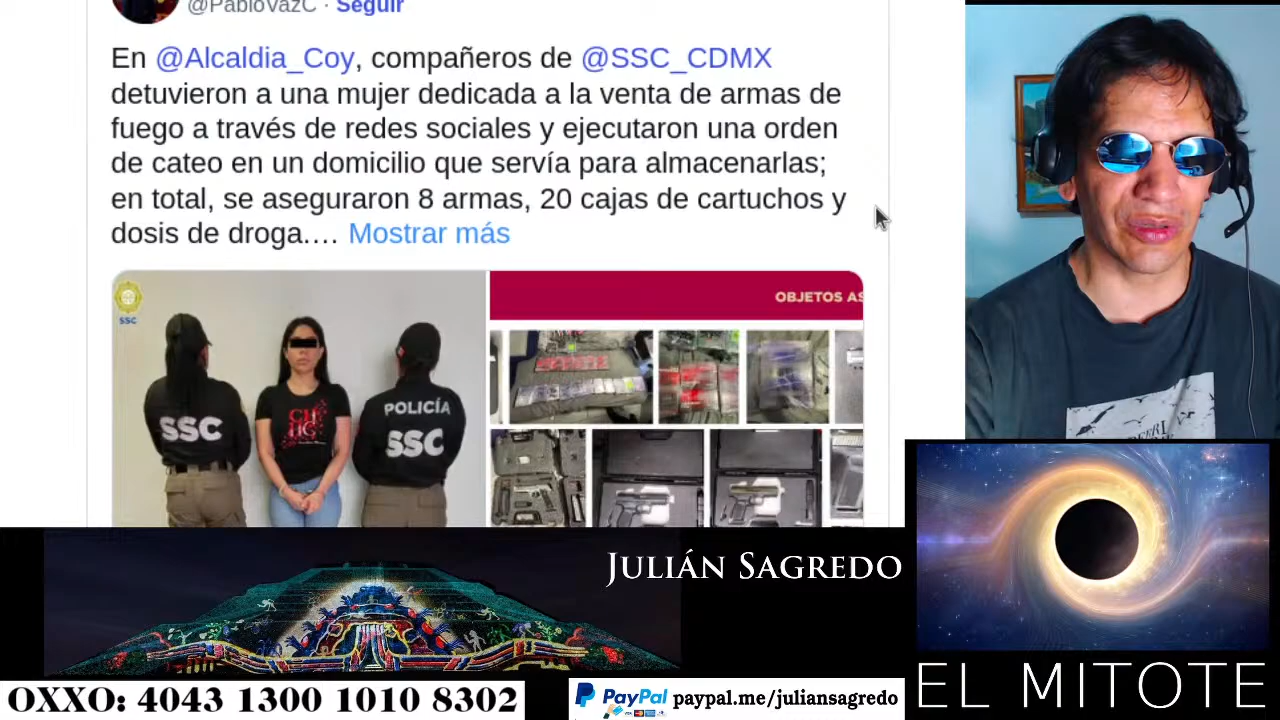 @PabloVazC · Seguir
En @Alcaldia_Coy, compañeros de @SSC_CDMX
detuvieron a una mujer dedicada a la venta de armas de
fuego a través de redes sociales y ejecutaron una orden
de cateo en un domicilio que servía para almacenarlas;
en total, se aseguraron 8 armas, 20 cajas de cartuchos y
dosis de droga.… Mostrar más
SSC
OBJETOS AS
SSC
POLICÍA
SSC
JULIÁN SAGREDO
OXXO: 4043 1300 1010 8302
PayPal paypal.me/juliansagredo
EL MITOTE